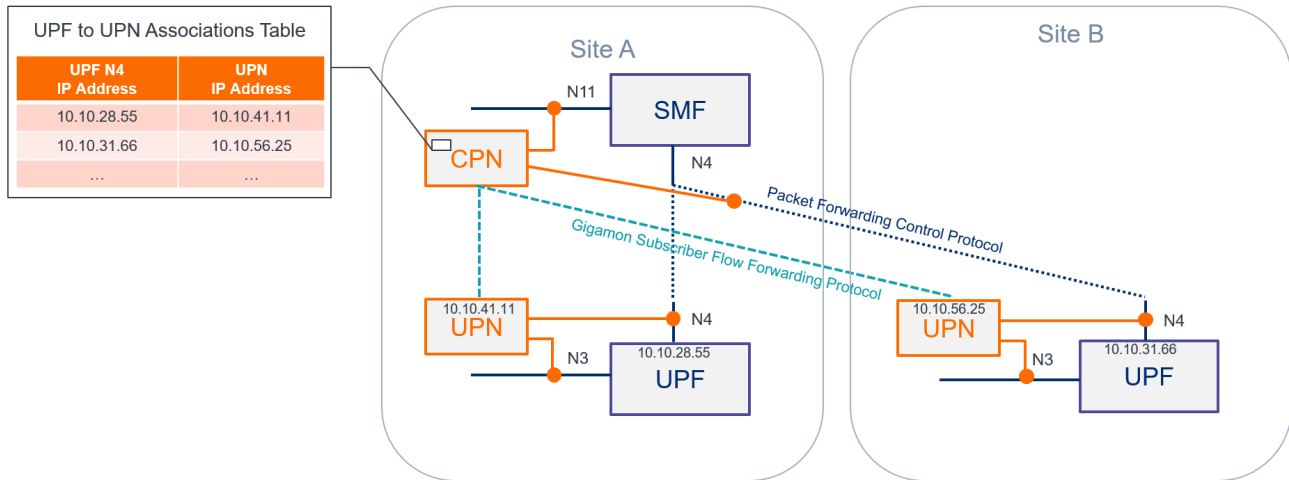 UPF to UPN Associations Table
UPF N4
IP Address
UPN
IP Address
10.10.28.55
10.10.41.11
10.10.31.66
10.10.56.25
...
...
Site A
Site B
N11
SMF
CPN
N4
Packet Forwarding Control Protocol
Gigamon Subscriber Flow Forwarding Protocol
10.10.41.11
UPN
N4
N3
10.10.28.55
UPF
10.10.56.25
UPN
N4
N3
10.10.31.66
UPF